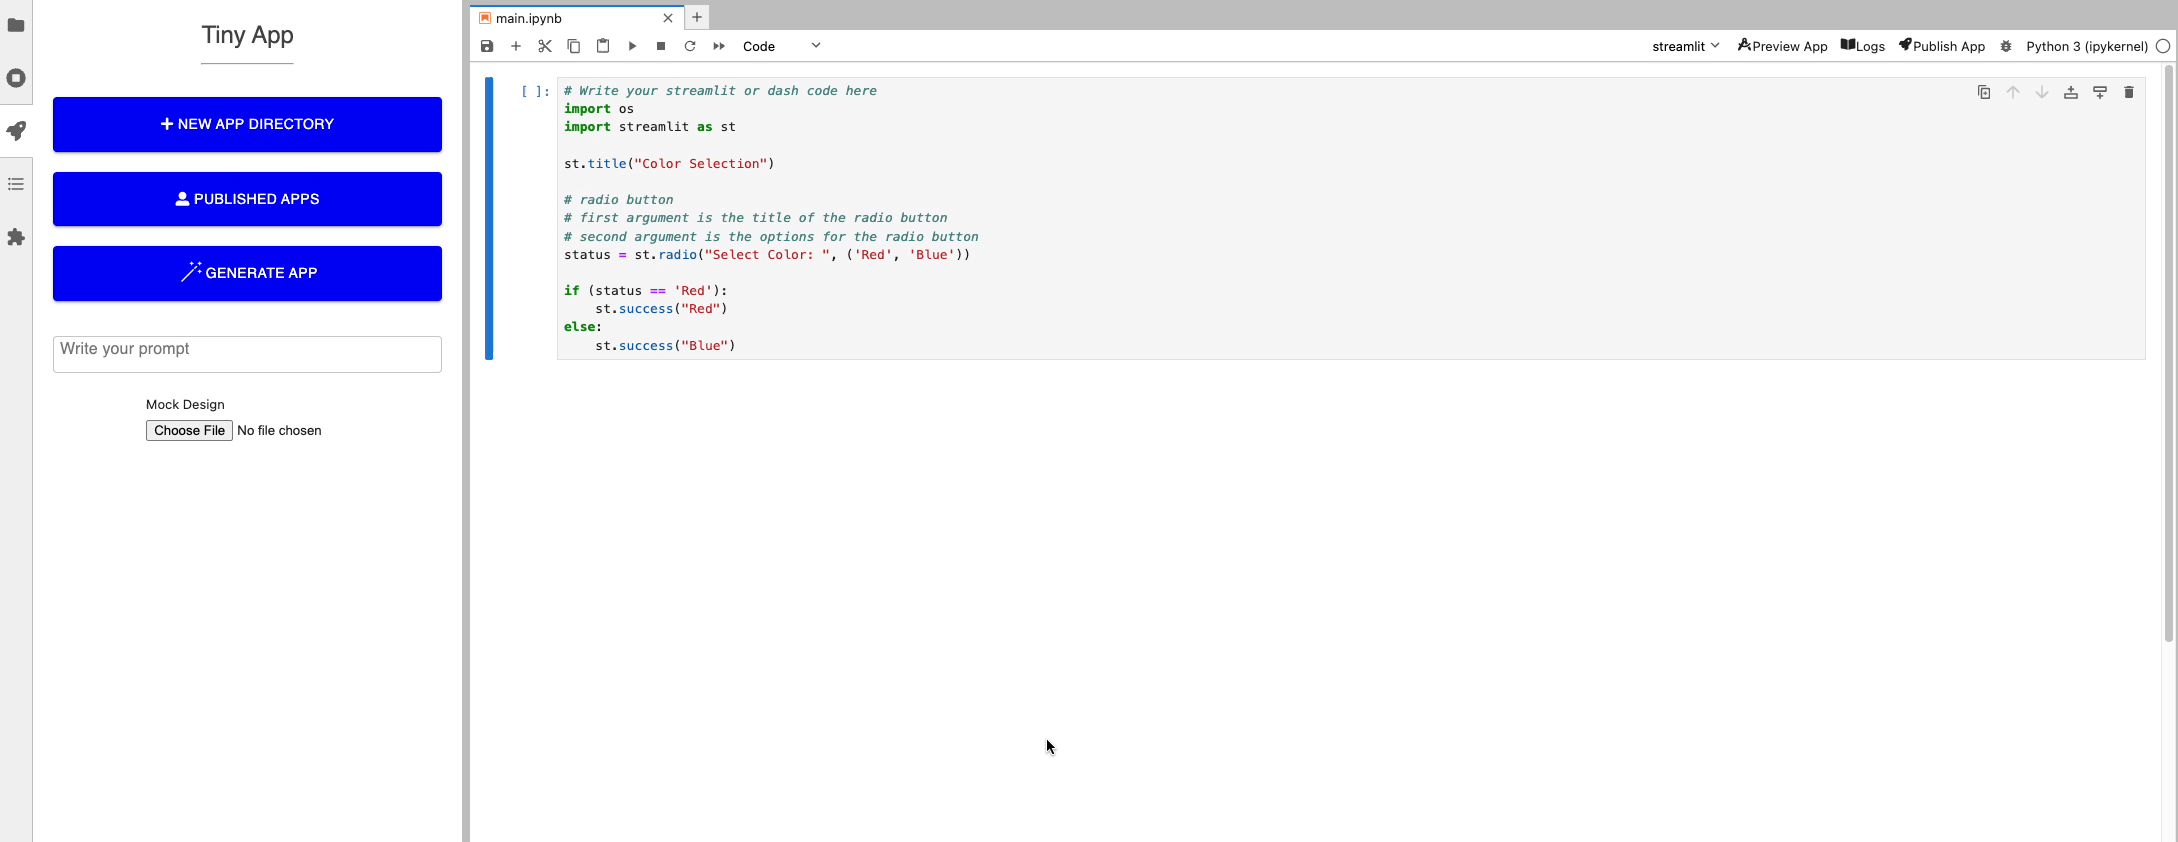 Tiny App
NEW APP DIRECTORY
PUBLISHED APPS
GENERATE APP
Write your prompt
Mock Design
Choose File No file chosen
main.ipynb
Code
streamlit Preview App Logs Publish App Python 3 (ipykernel)
[ ]:
# Write your streamlit or dash code here
import os
import streamlit as st
st.title("Color Selection")
# radio button
# first argument is the title of the radio button
# second argument is the options for the radio button
status = st.radio("Select Color: ", ('Red', 'Blue'))
if (status == 'Red'):
    st.success("Red")
else:
    st.success("Blue")